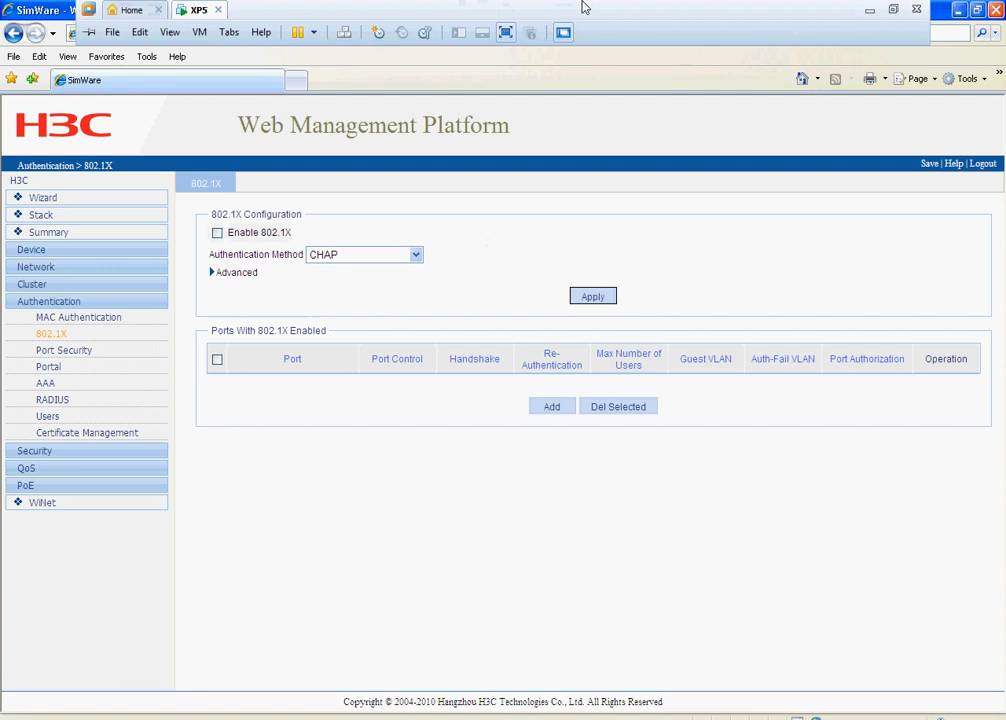 SimWare - W
Home
XP5
File Edit View VM Tabs Help
File Edit View Favorites Tools Help
SimWare
Page Tools
H3C
Web Management Platform
Authentication > 802.1X
Save | Help | Logout
H3C
Wizard
Stack
Summary
Device
Network
Cluster
Authentication
MAC Authentication
802.1X
Port Security
Portal
AAA
RADIUS
Users
Certificate Management
Security
QoS
PoE
WiNet
802.1X
802.1X Configuration
Enable 802.1X
Authentication Method CHAP
Advanced
Apply
Ports With 802.1X Enabled
Port Port Control Handshake Re-Authentication Max Number of Users Guest VLAN Auth-Fail VLAN Port Authorization Operation
Add Del Selected
Copyright © 2004-2010 Hangzhou H3C Technologies Co., Ltd. All Rights Reserved